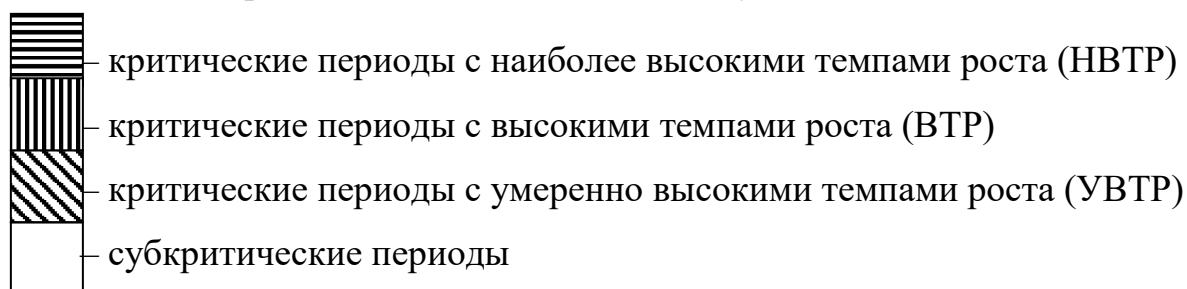 – критические периоды с наиболее высокими темпами роста (НВТР)
– критические периоды с высокими темпами роста (ВТР)
– критические периоды с умеренно высокими темпами роста (УВТР)
– субкритические периоды